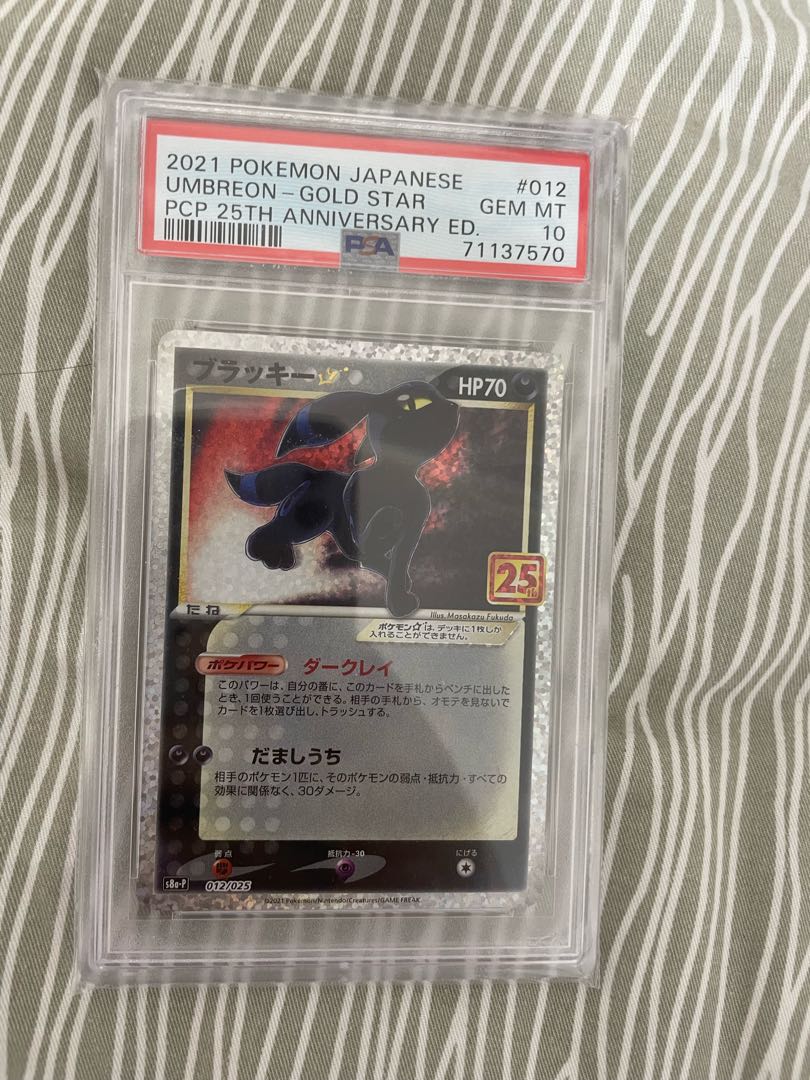 2021 POKEMON JAPANESE #012
UMBREON - GOLD STAR GEM MT
PCP 25TH ANNIVERSARY ED. 10
PSA 71137570
ブラッキー☆ HP70
25th
たね
Illus. Masakazu Fukuda
ポケモン☆は、デッキに1枚しか
入れることができません。
ポケパワー ダークレイ
このパワーは、自分の番に、このカードを手札からベンチに出した
とき、1回使うことができる。相手の手札から、オモテを見ないで
カードを1枚選び出し、トラッシュする。
だましうち
相手のポケモン1匹に、そのポケモンの弱点・抵抗力・すべての
効果に関係なく、30ダメージ。
弱点 抵抗力 -30 にげる
s8a-P 012/025
©2021 Pokémon/Nintendo/Creatures/GAME FREAK.